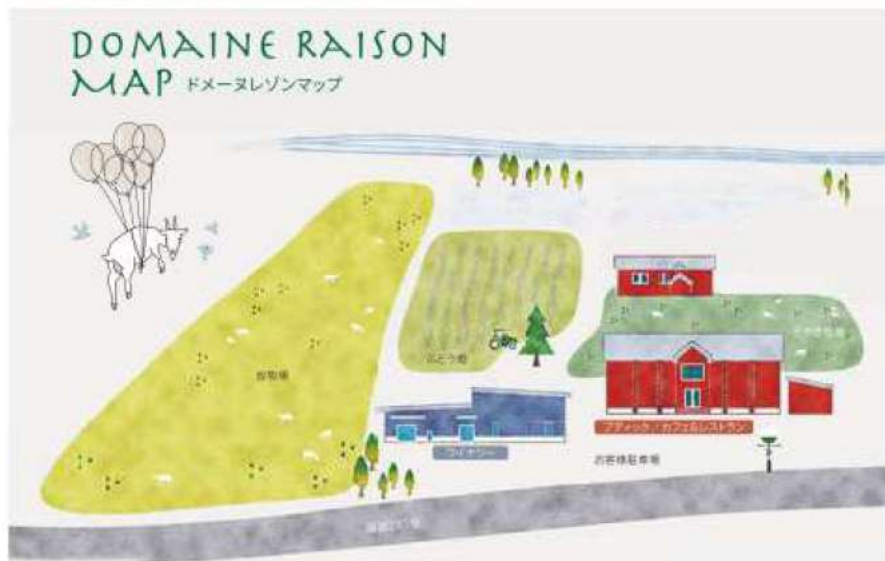 DOMAINE RAISON
MAP ドメーヌレゾンマップ
ぶどう畑
放牧場
ブティック／カフェ＆レストラン
ワイナリー
お客様駐車場